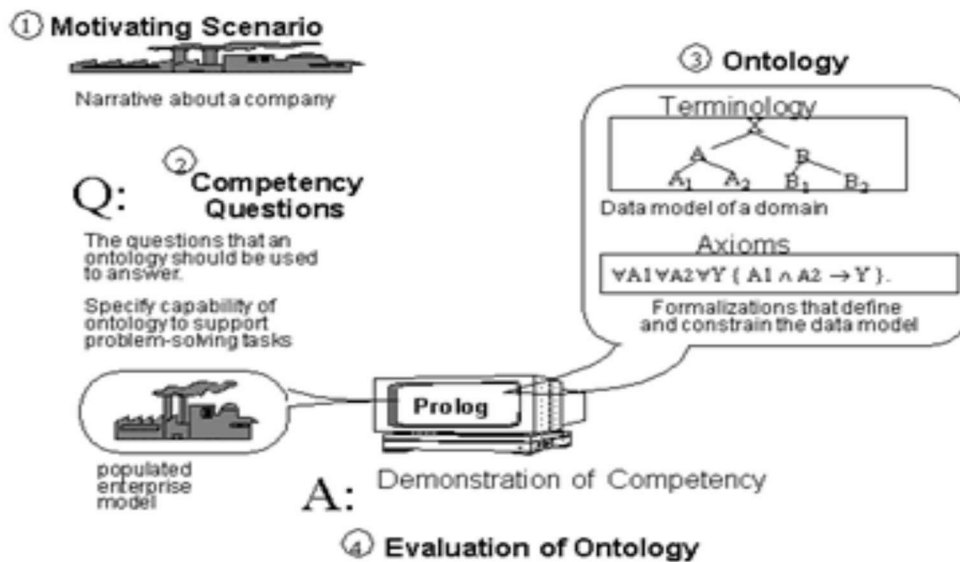 ① Motivating Scenario
Narrative about a company
Q:
② Competency
Questions
The questions that an
ontology should be used
to answer.
Specify capability of
ontology to support
problem-solving tasks
③ Ontology
Terminology
X
A B
A₁ A₂ B₁ B₂
Data model of a domain
Axioms
∀A1∀A2∀Y { A1 ∧ A2 → Y }.
Formalizations that define
and constrain the data model
Prolog
populated
enterprise
model
A: Demonstration of Competency
④ Evaluation of Ontology